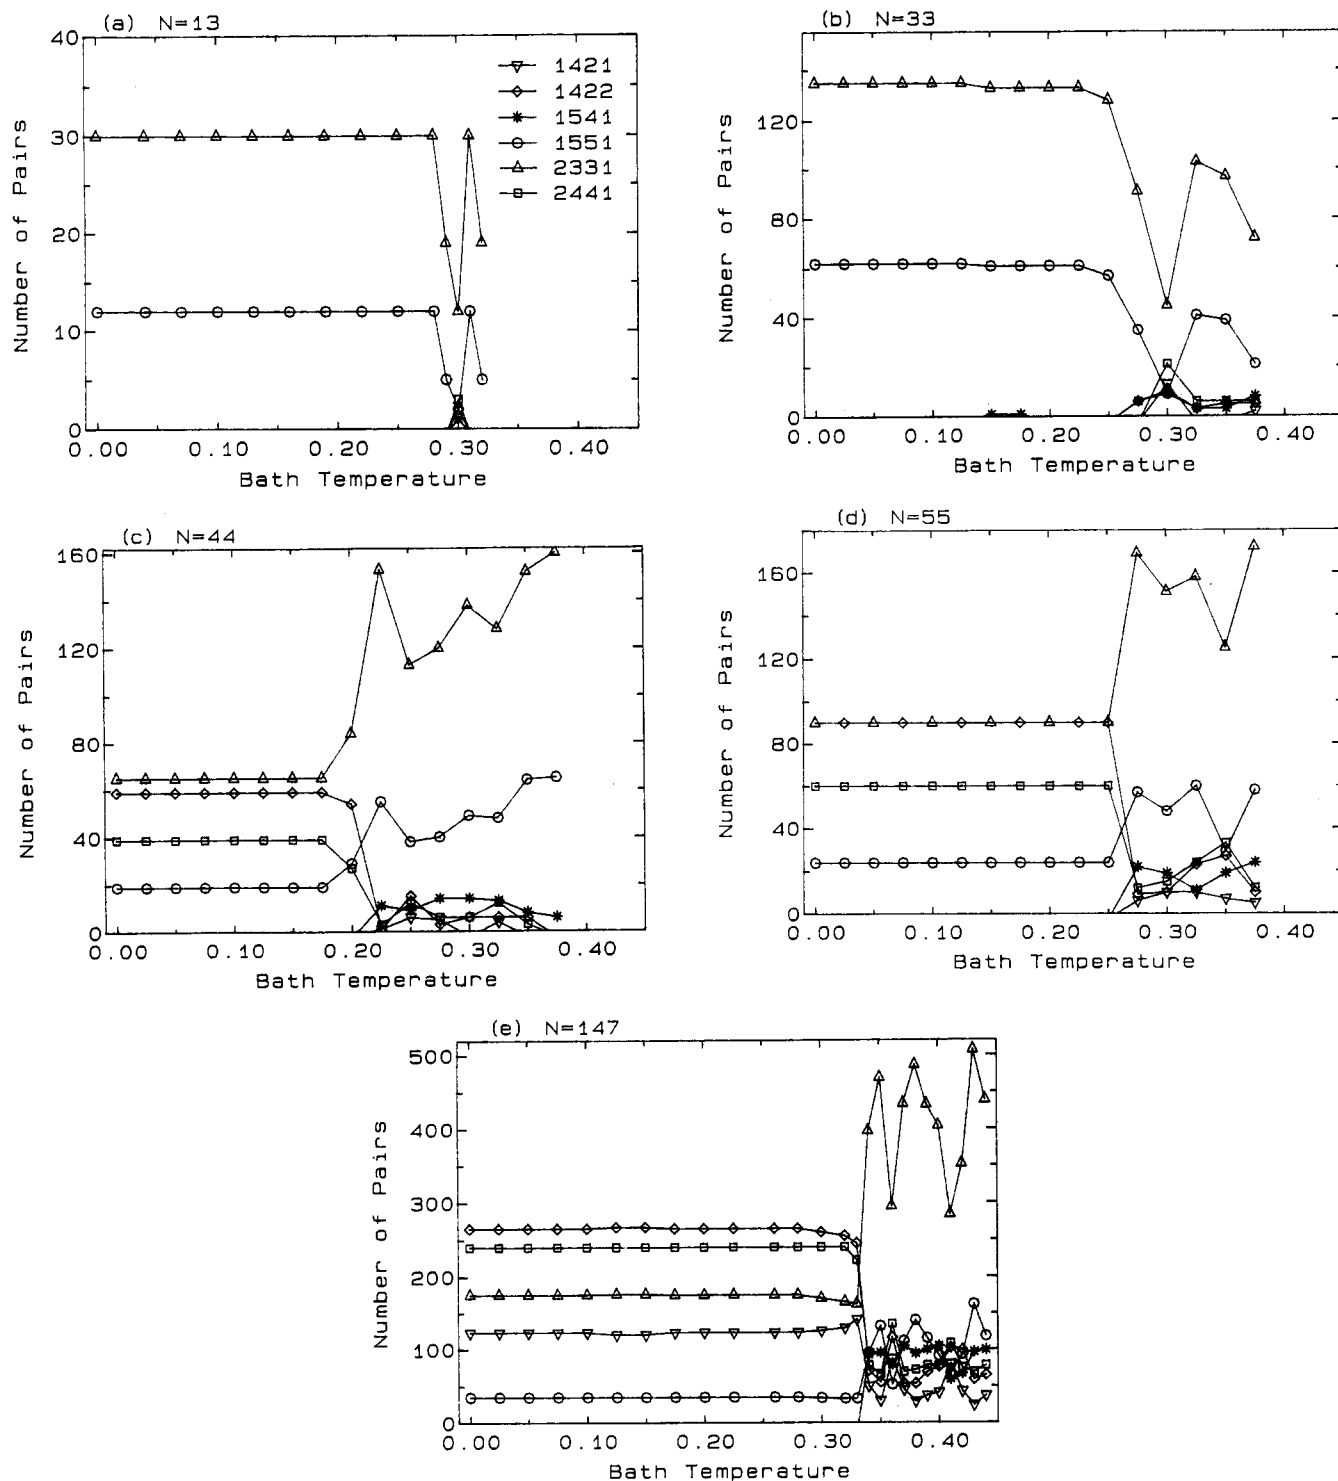 (a) N=13
40
30
20
10
0
Number of Pairs
1421
1422
1541
1551
2331
2441
0.00 0.10 0.20 0.30 0.40
Bath Temperature
(b) N=33
120
80
40
0
Number of Pairs
0.00 0.10 0.20 0.30 0.40
Bath Temperature
(c) N=44
160
120
80
40
0
Number of Pairs
0.00 0.10 0.20 0.30 0.40
Bath Temperature
(d) N=55
160
120
80
40
0
Number of Pairs
0.00 0.10 0.20 0.30 0.40
Bath Temperature
(e) N=147
500
400
300
200
100
0
Number of Pairs
0.00 0.10 0.20 0.30 0.40
Bath Temperature